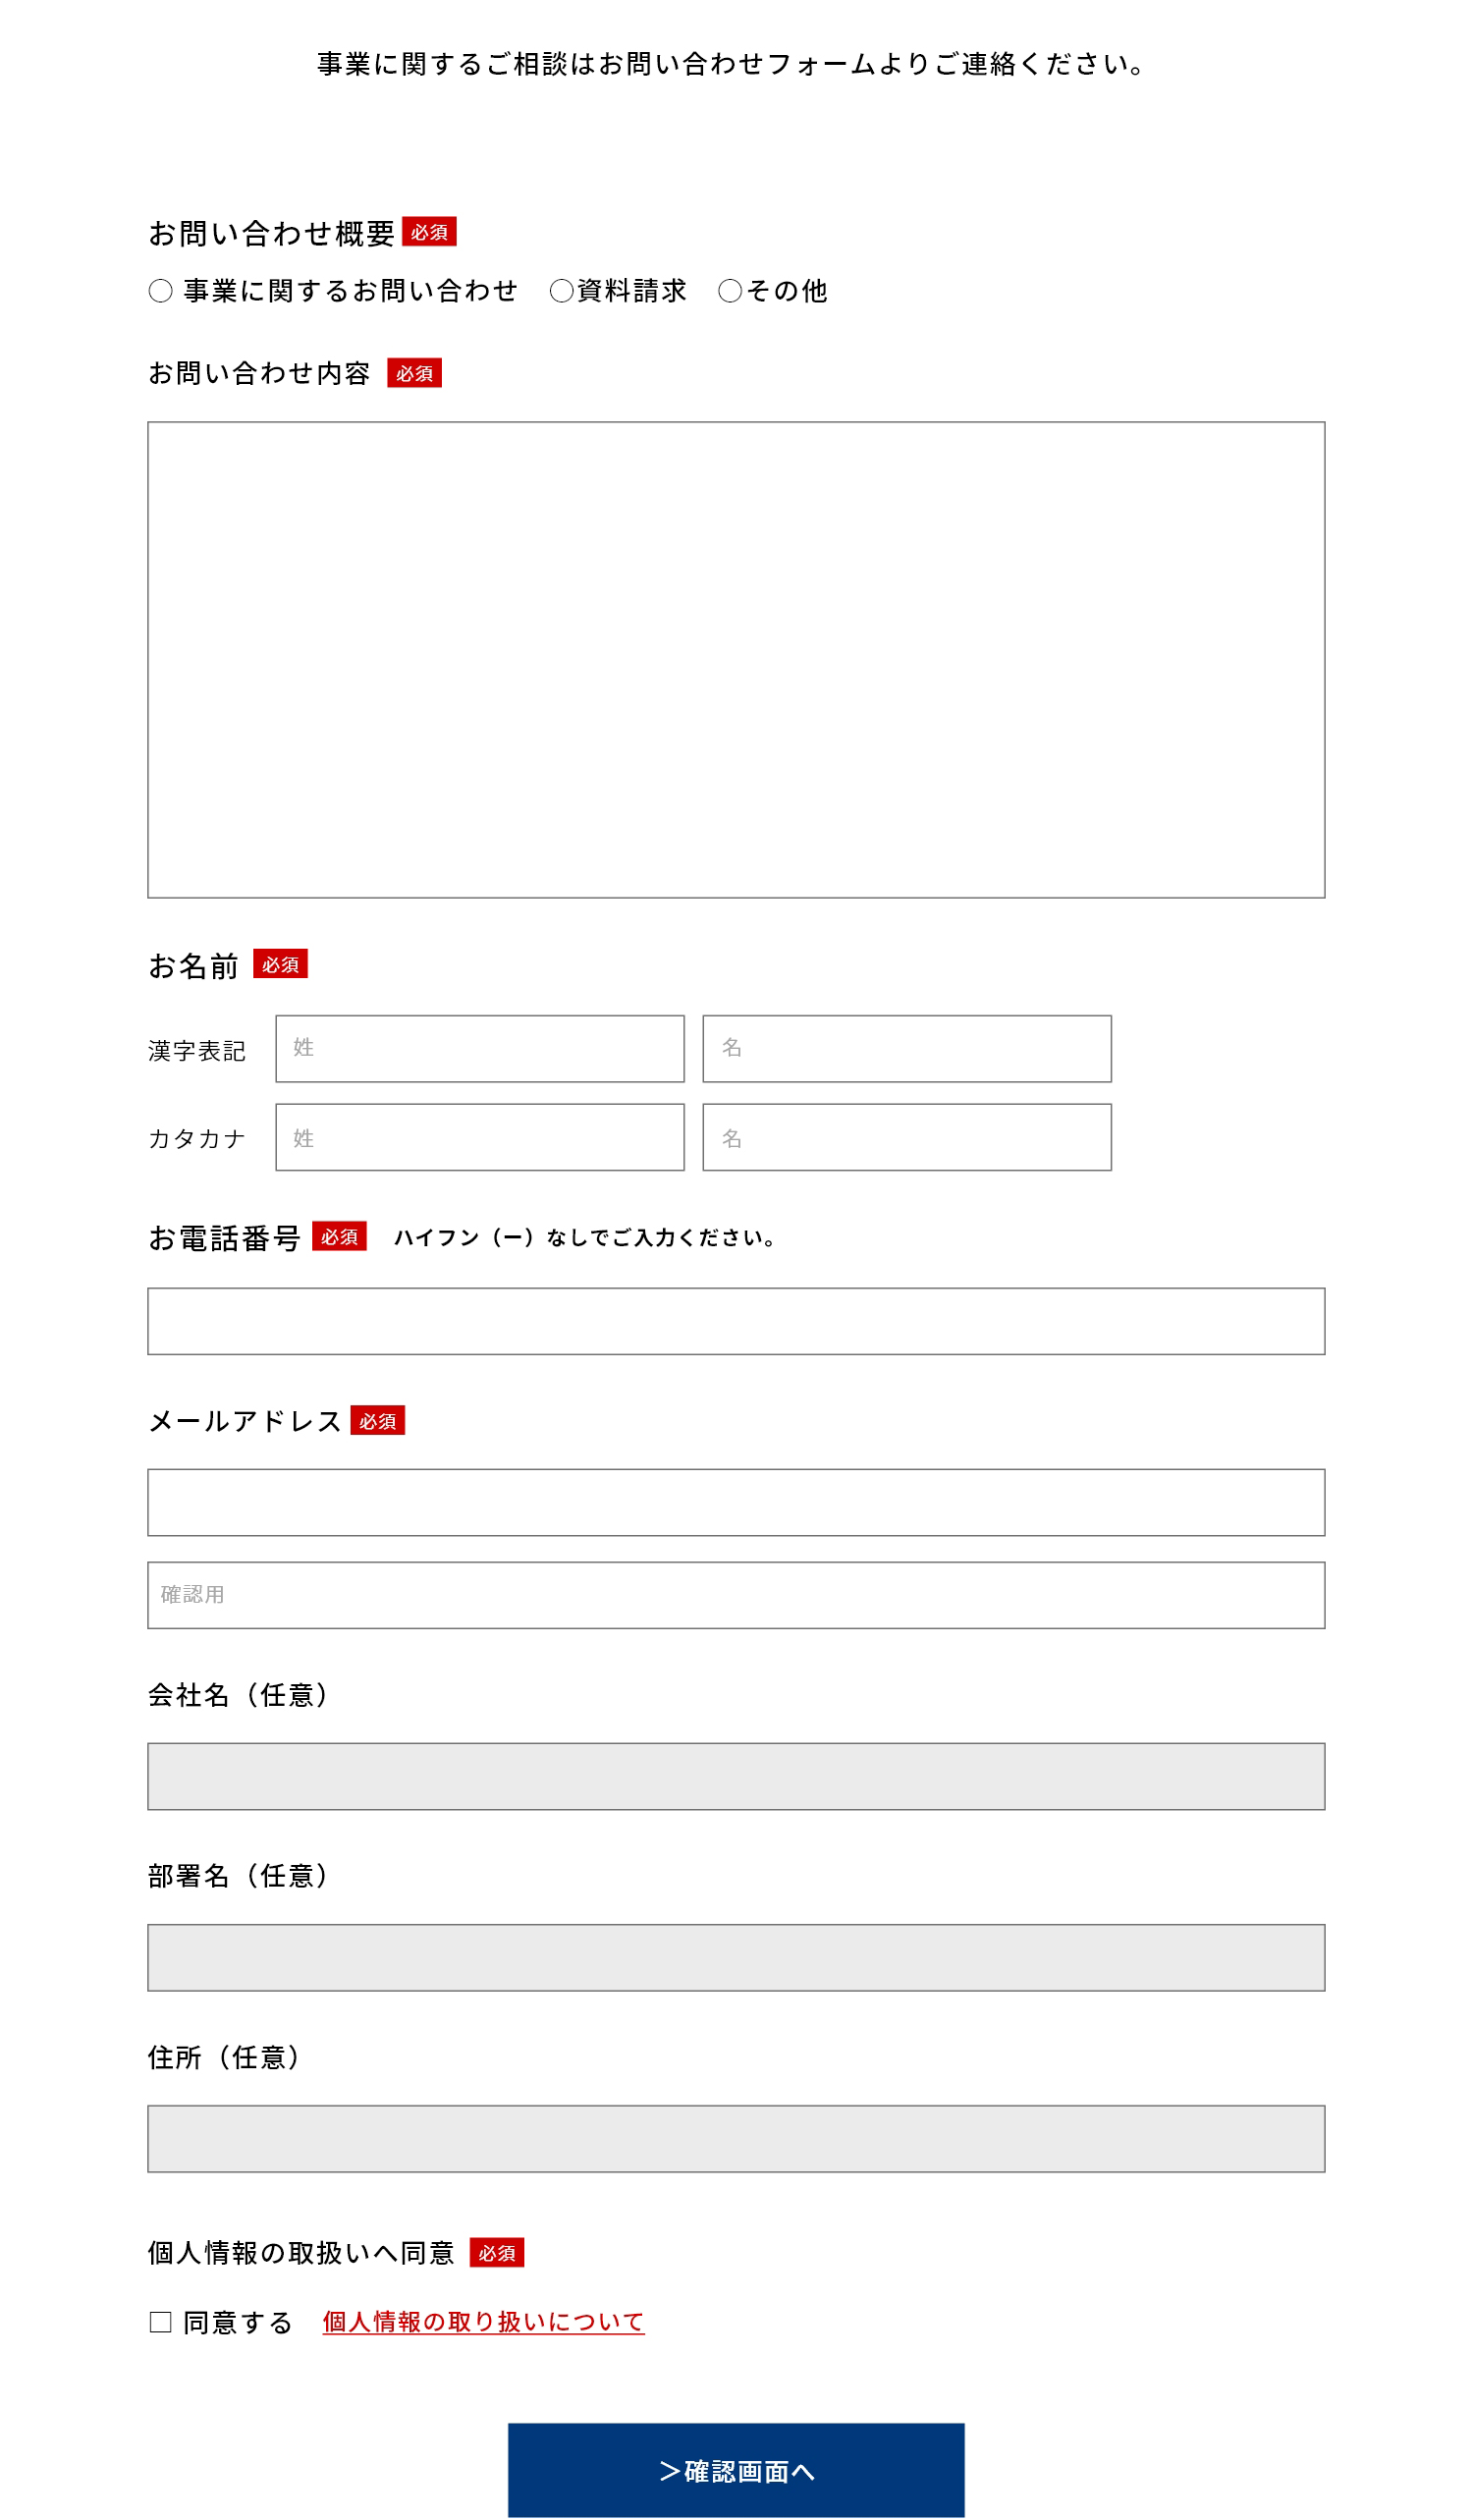 事業に関するご相談はお問い合わせフォームよりご連絡ください。
お問い合わせ概要 必須
○ 事業に関するお問い合わせ ○資料請求 ○その他
お問い合わせ内容 必須
お名前 必須
漢字表記 姓 名
カタカナ 姓 名
お電話番号 必須 ハイフン（ー）なしでご入力ください。
メールアドレス 必須
確認用
会社名（任意）
部署名（任意）
住所（任意）
個人情報の取扱いへ同意 必須
□ 同意する 個人情報の取り扱いについて
＞確認画面へ